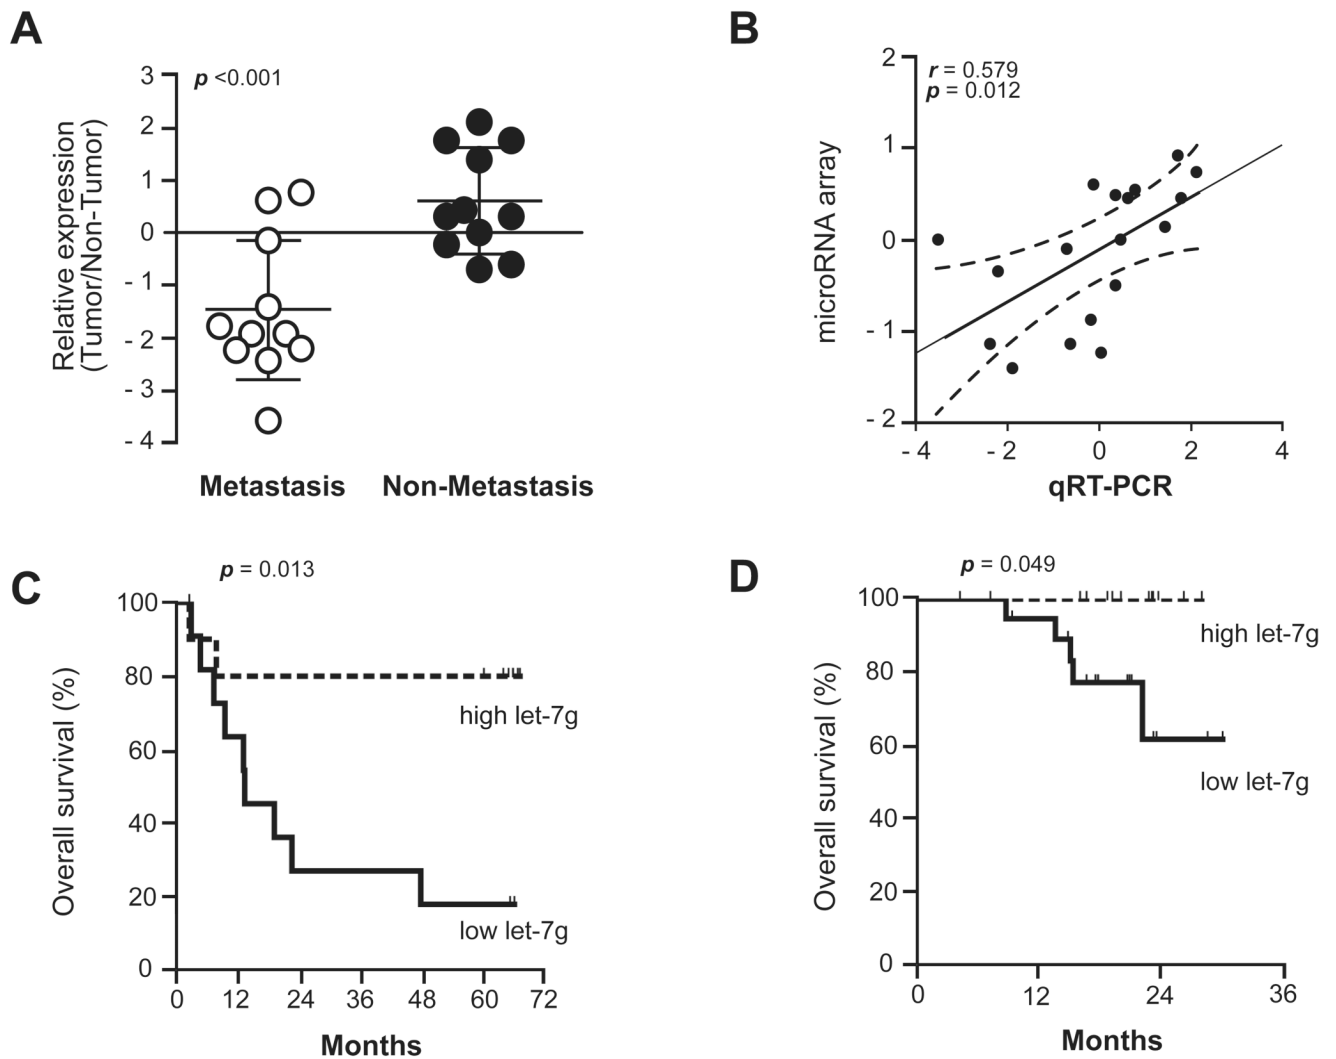 A
p <0.001
3
2
1
0
- 1
- 2
- 3
- 4
Relative expression
(Tumor/Non-Tumor)
Metastasis Non-Metastasis
B
r = 0.579
p = 0.012
2
1
0
- 1
- 2
microRNA array
- 4 - 2 0 2 4
qRT-PCR
C
p = 0.013
100
80
60
40
20
0
Overall survival (%)
high let-7g
low let-7g
0 12 24 36 48 60 72
Months
D
p = 0.049
100
80
60
40
20
0
Overall survival (%)
high let-7g
low let-7g
0 12 24 36
Months